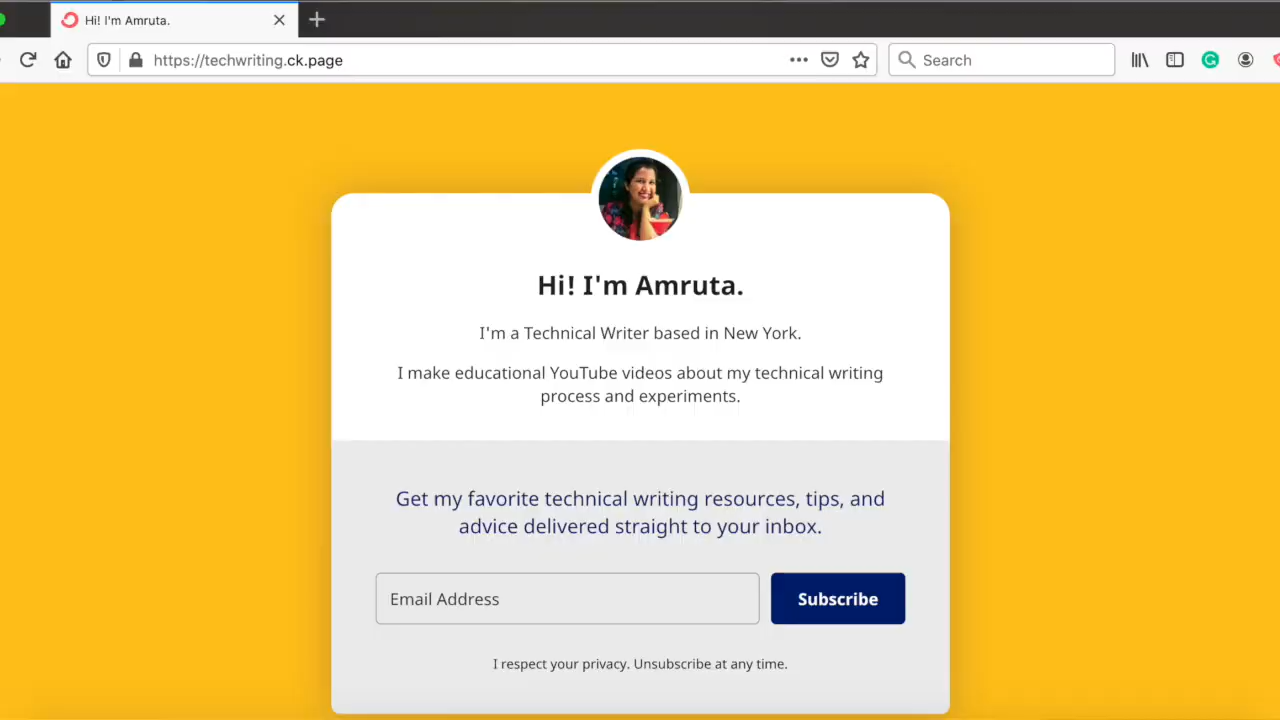 Hi! I'm Amruta.
https://techwriting.ck.page
Search
Hi! I'm Amruta.
I'm a Technical Writer based in New York.
I make educational YouTube videos about my technical writing
process and experiments.
Get my favorite technical writing resources, tips, and
advice delivered straight to your inbox.
Email Address
Subscribe
I respect your privacy. Unsubscribe at any time.